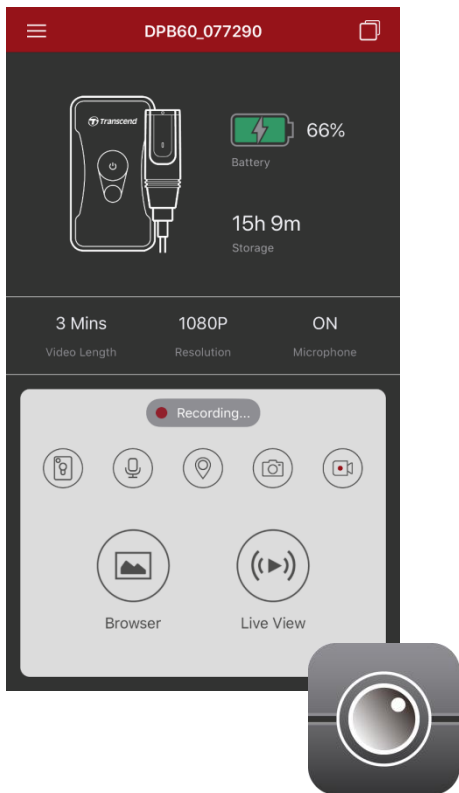 DPB60_077290
Transcend
66%
Battery
15h 9m
Storage
3 Mins 1080P ON
Video Length Resolution Microphone
Recording...
Browser Live View